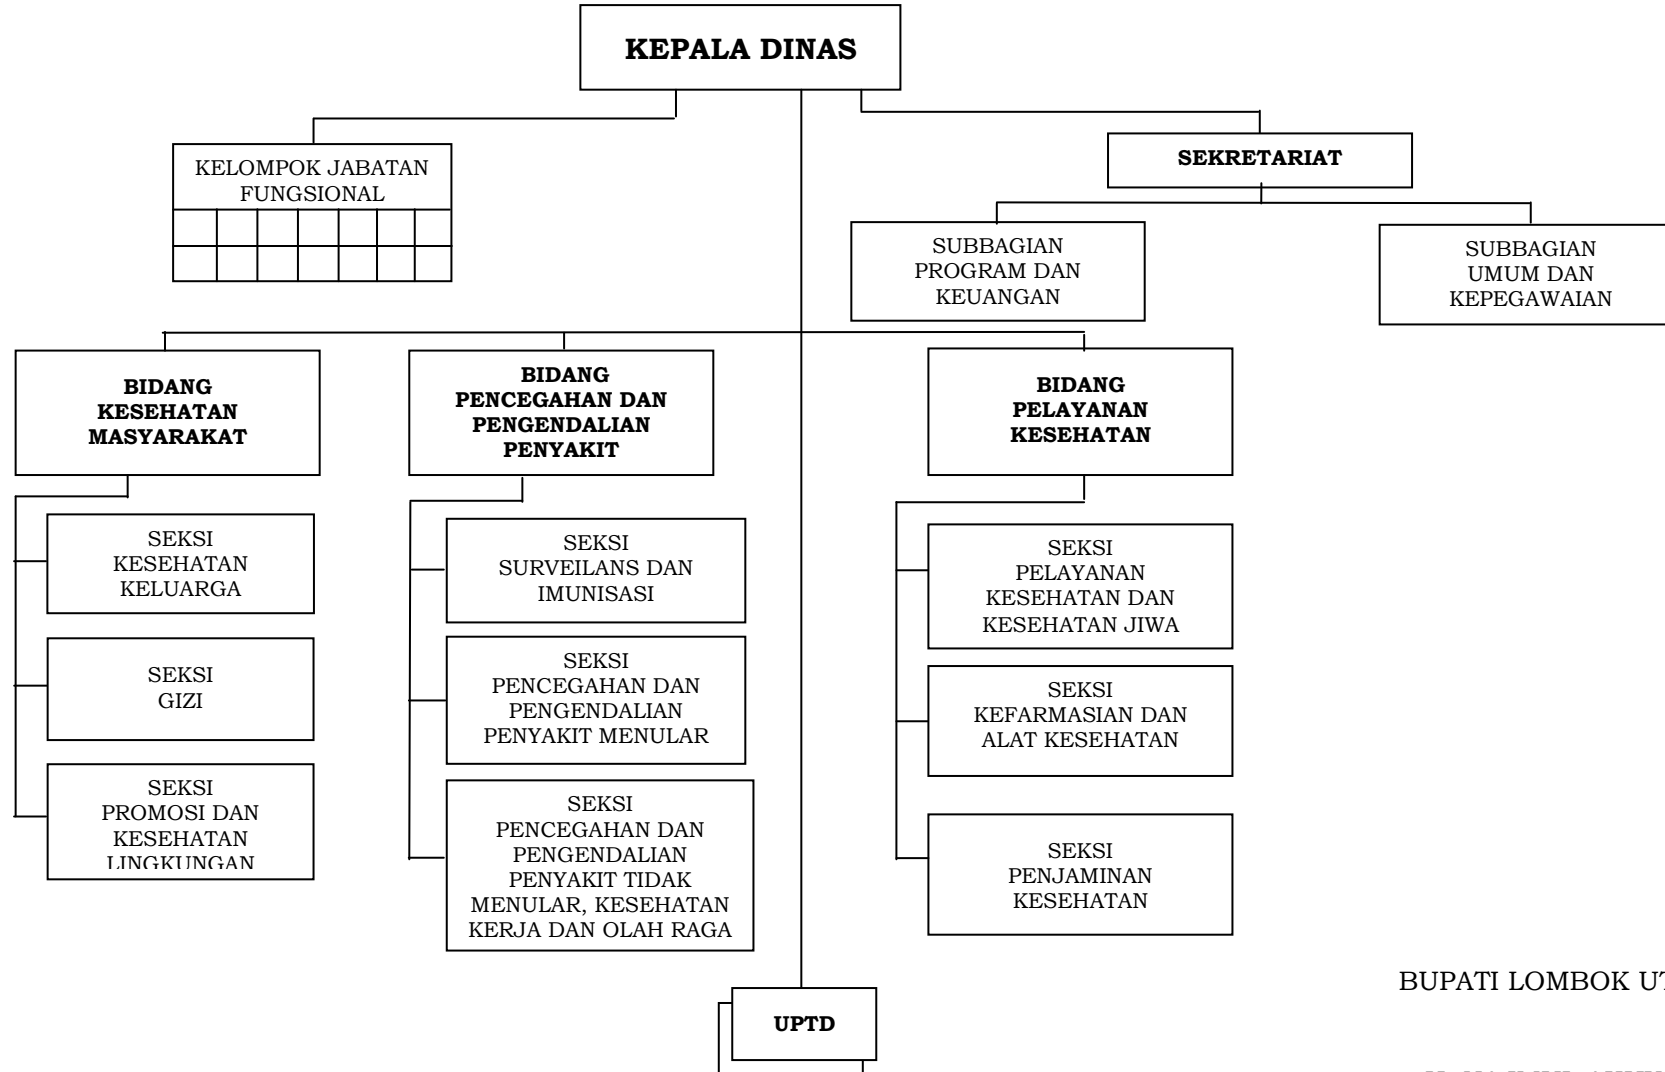 KEPALA DINAS
KELOMPOK JABATAN
FUNGSIONAL
SEKRETARIAT
SUBBAGIAN
PROGRAM DAN
KEUANGAN
SUBBAGIAN
UMUM DAN
KEPEGAWAIAN
BIDANG
KESEHATAN
MASYARAKAT
BIDANG
PENCEGAHAN DAN
PENGENDALIAN
PENYAKIT
BIDANG
PELAYANAN
KESEHATAN
SEKSI
KESEHATAN
KELUARGA
SEKSI
GIZI
SEKSI
PROMOSI DAN
KESEHATAN
LINGKUNGAN
SEKSI
SURVEILANS DAN
IMUNISASI
SEKSI
PENCEGAHAN DAN
PENGENDALIAN
PENYAKIT MENULAR
SEKSI
PENCEGAHAN DAN
PENGENDALIAN
PENYAKIT TIDAK
MENULAR, KESEHATAN
KERJA DAN OLAH RAGA
SEKSI
PELAYANAN
KESEHATAN DAN
KESEHATAN JIWA
SEKSI
KEFARMASIAN DAN
ALAT KESEHATAN
SEKSI
PENJAMINAN
KESEHATAN
UPTD
BUPATI LOMBOK